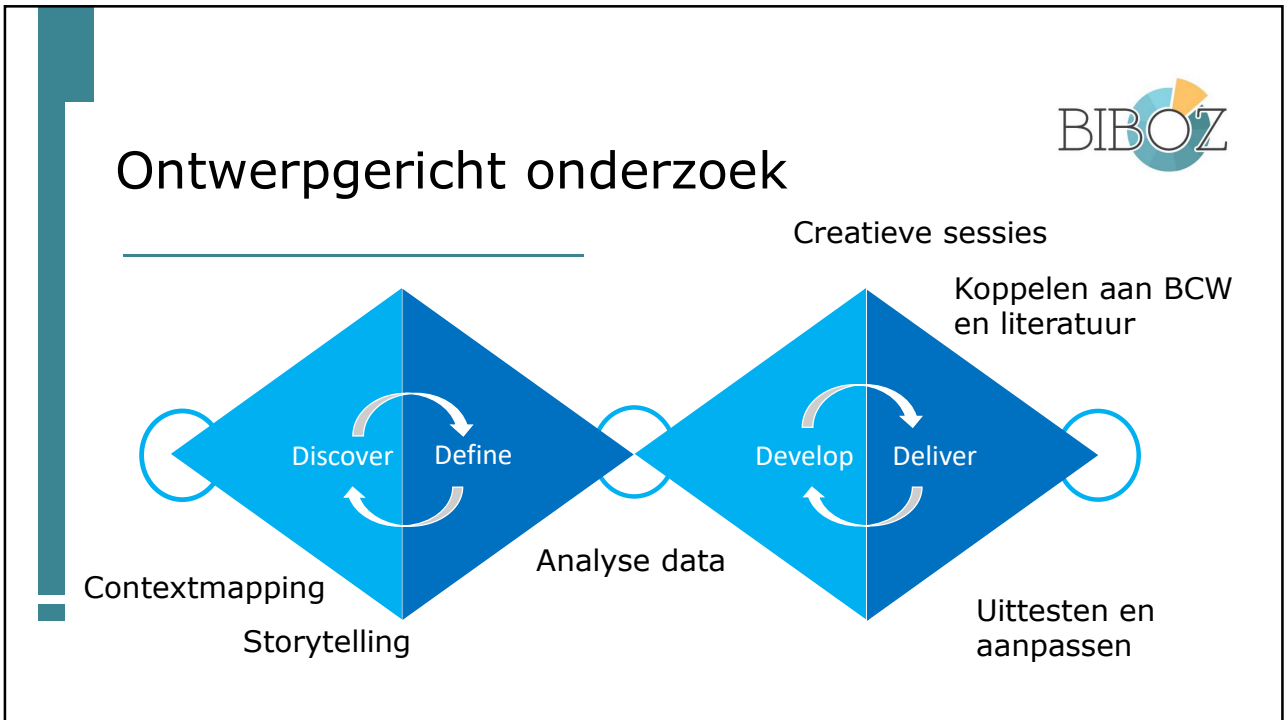 BIBOZ
Ontwerpgericht onderzoek
Creatieve sessies
Koppelen aan BCW
en literatuur
Discover
Define
Develop
Deliver
Analyse data
Contextmapping
Storytelling
Uittesten en
aanpassen